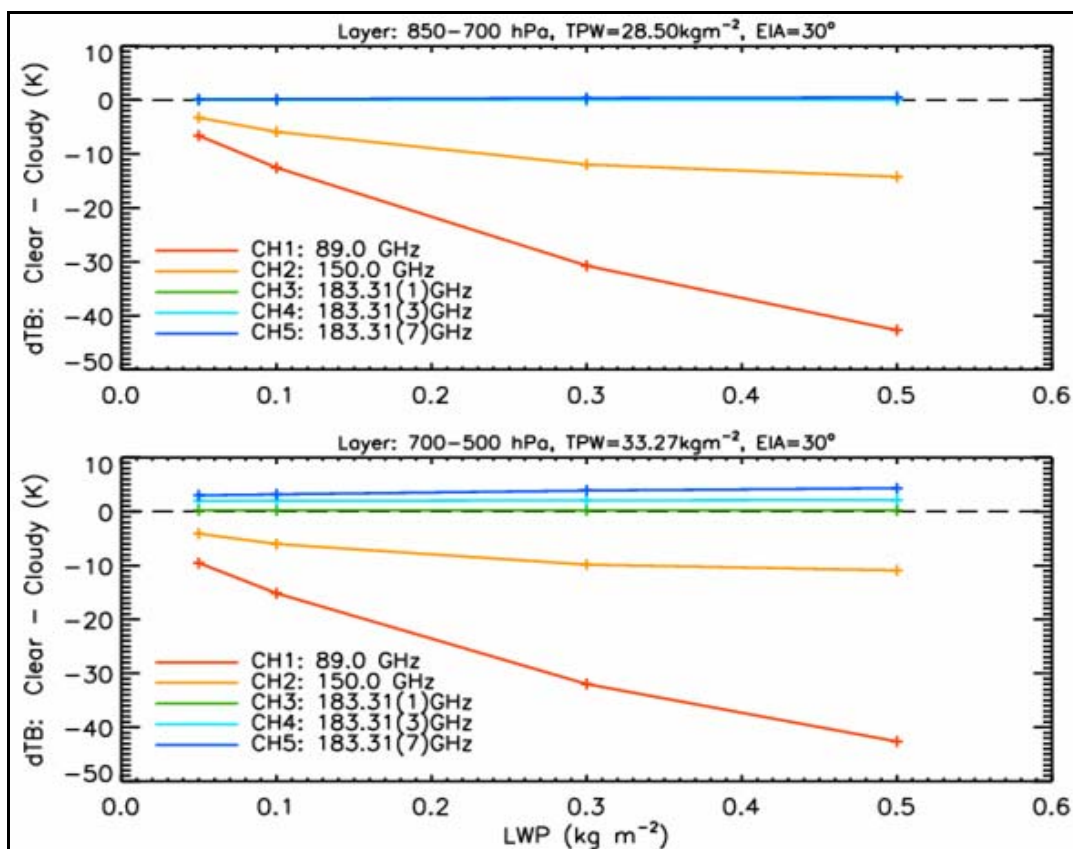 Layer: 850−700 hPa, TPW=28.50kgm−2, EIA=30°
dTB: Clear − Cloudy (K)
10
0
−10
−20
−30
−40
−50
CH1: 89.0 GHz
CH2: 150.0 GHz
CH3: 183.31(1)GHz
CH4: 183.31(3)GHz
CH5: 183.31(7)GHz
0.0 0.1 0.2 0.3 0.4 0.5 0.6
Layer: 700−500 hPa, TPW=33.27kgm−2, EIA=30°
dTB: Clear − Cloudy (K)
10
0
−10
−20
−30
−40
−50
CH1: 89.0 GHz
CH2: 150.0 GHz
CH3: 183.31(1)GHz
CH4: 183.31(3)GHz
CH5: 183.31(7)GHz
0.0 0.1 0.2 0.3 0.4 0.5 0.6
LWP (kg m−2)